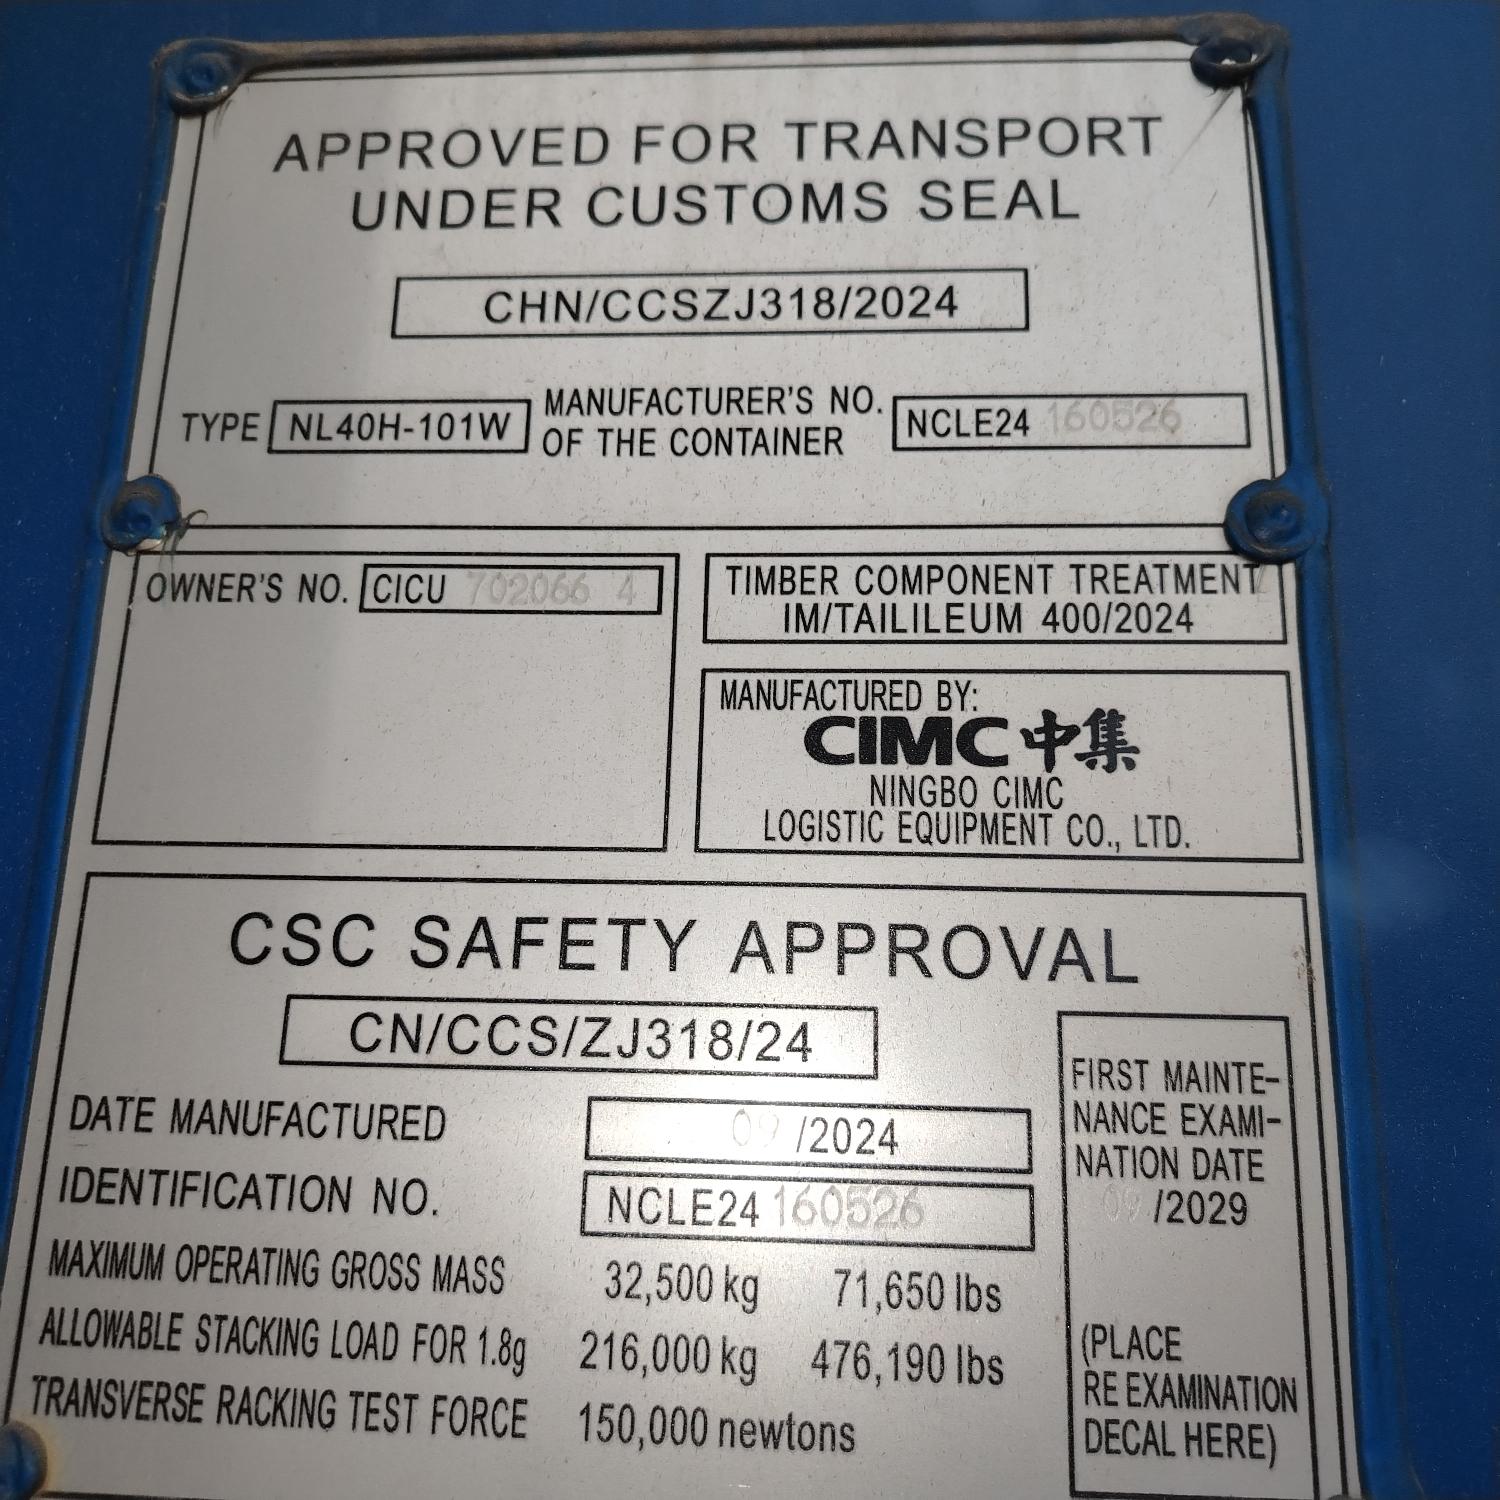 APPROVED FOR TRANSPORT
UNDER CUSTOMS SEAL
CHN/CCSZJ318/2024
TYPE NL40H-101W MANUFACTURER'S NO. OF THE CONTAINER NCLE24 160526
OWNER'S NO. CICU 702066 4
TIMBER COMPONENT TREATMENT
IM/TAILILEUM 400/2024
MANUFACTURED BY:
CIMC 中集
NINGBO CIMC
LOGISTIC EQUIPMENT CO., LTD.
CSC SAFETY APPROVAL
CN/CCS/ZJ318/24
DATE MANUFACTURED 09 /2024
IDENTIFICATION NO. NCLE24 160526
MAXIMUM OPERATING GROSS MASS 32,500 kg 71,650 lbs
ALLOWABLE STACKING LOAD FOR 1.8g 216,000 kg 476,190 lbs
TRANSVERSE RACKING TEST FORCE 150,000 newtons
FIRST MAINTE-
NANCE EXAMI-
NATION DATE
09 /2029
(PLACE
RE EXAMINATION
DECAL HERE)